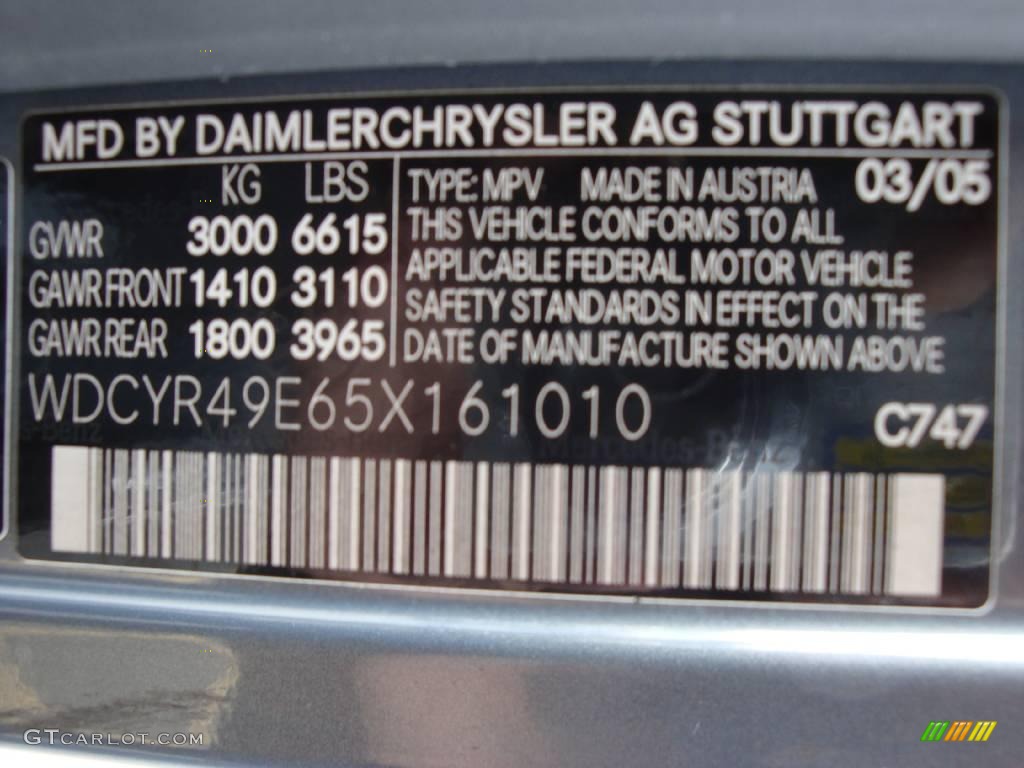 MFD BY DAIMLERCHRYSLER AG STUTTGART
KG LBS
GVWR 3000 6615
GAWR FRONT 1410 3110
GAWR REAR 1800 3965
TYPE: MPV MADE IN AUSTRIA 03/05
THIS VEHICLE CONFORMS TO ALL
APPLICABLE FEDERAL MOTOR VEHICLE
SAFETY STANDARDS IN EFFECT ON THE
DATE OF MANUFACTURE SHOWN ABOVE
WDCYR49E65X161010
C747
Mercedes-Benz
GTCARLOT.COM